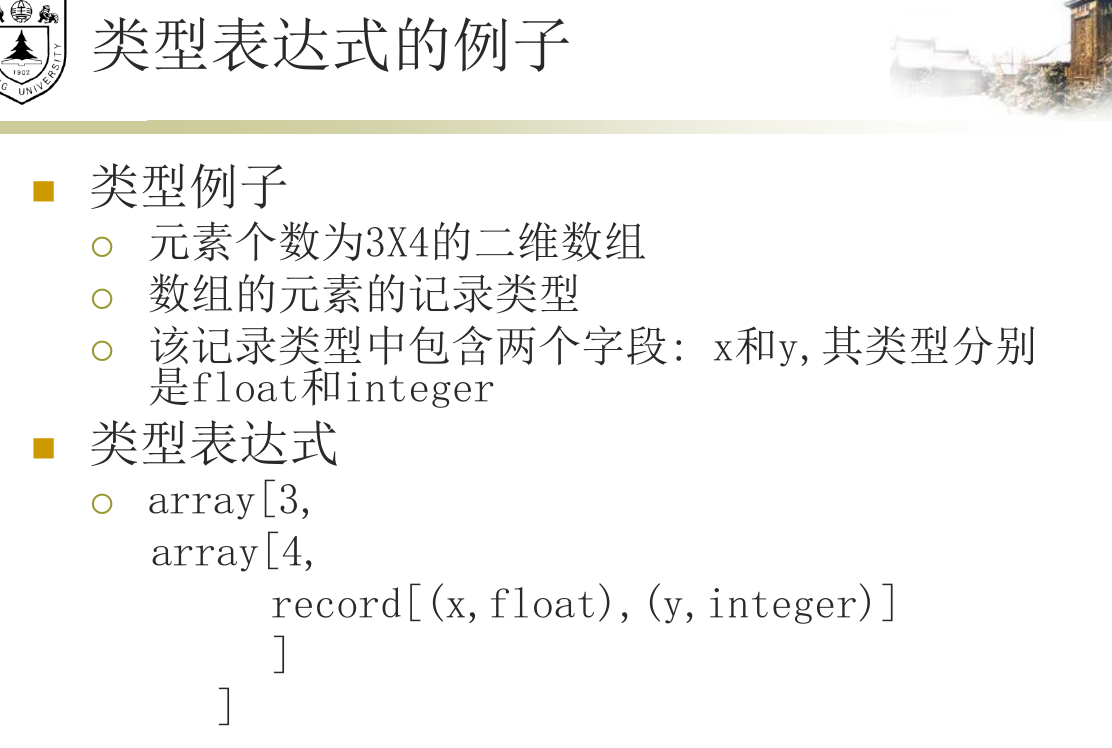 类型表达式的例子
1902
G UNIVERSITY
类型例子
元素个数为3X4的二维数组
数组的元素的记录类型
该记录类型中包含两个字段: x和y,其类型分别
是float和integer
类型表达式
array[3,
array[4,
record[(x,float),(y,integer)]
]
]